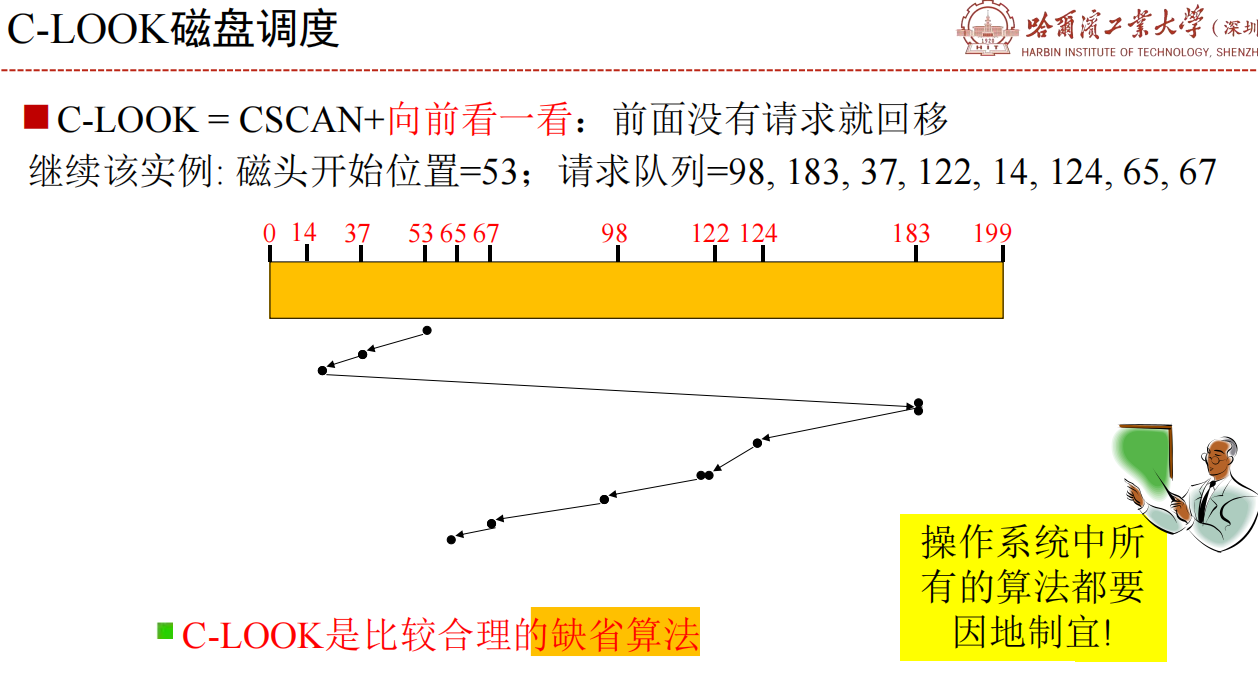 C-LOOK磁盘调度
哈爾濱工業大學(深圳
HARBIN INSTITUTE OF TECHNOLOGY, SHENZH
1920
HIT
C-LOOK = CSCAN+向前看一看：前面没有请求就回移
继续该实例: 磁头开始位置=53；请求队列=98, 183, 37, 122, 14, 124, 65, 67
0 14 37 53 65 67 98 122 124 183 199
操作系统中所
有的算法都要
因地制宜!
C-LOOK是比较合理的缺省算法